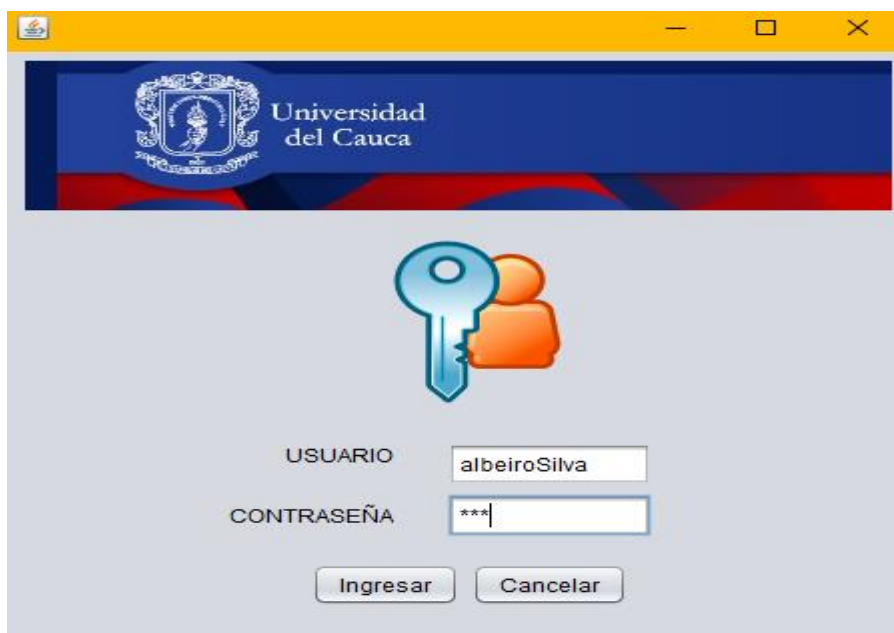 Universidad
del Cauca
USUARIO
albeiroSilva
CONTRASEÑA
***
Ingresar
Cancelar